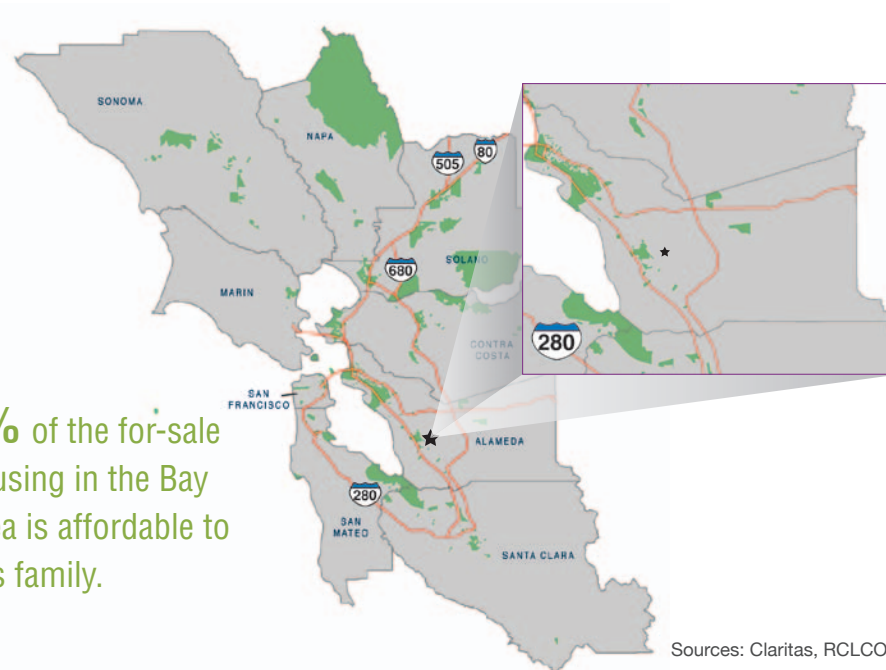 SONOMA
NAPA
505
80
680
SOLANO
MARIN
CONTRA
COSTA
280
SAN
FRANCISCO
% of the for-sale
using in the Bay
a is affordable to
s family.
ALAMEDA
280
SAN
MATEO
SANTA CLARA
Sources: Claritas, RCLCO